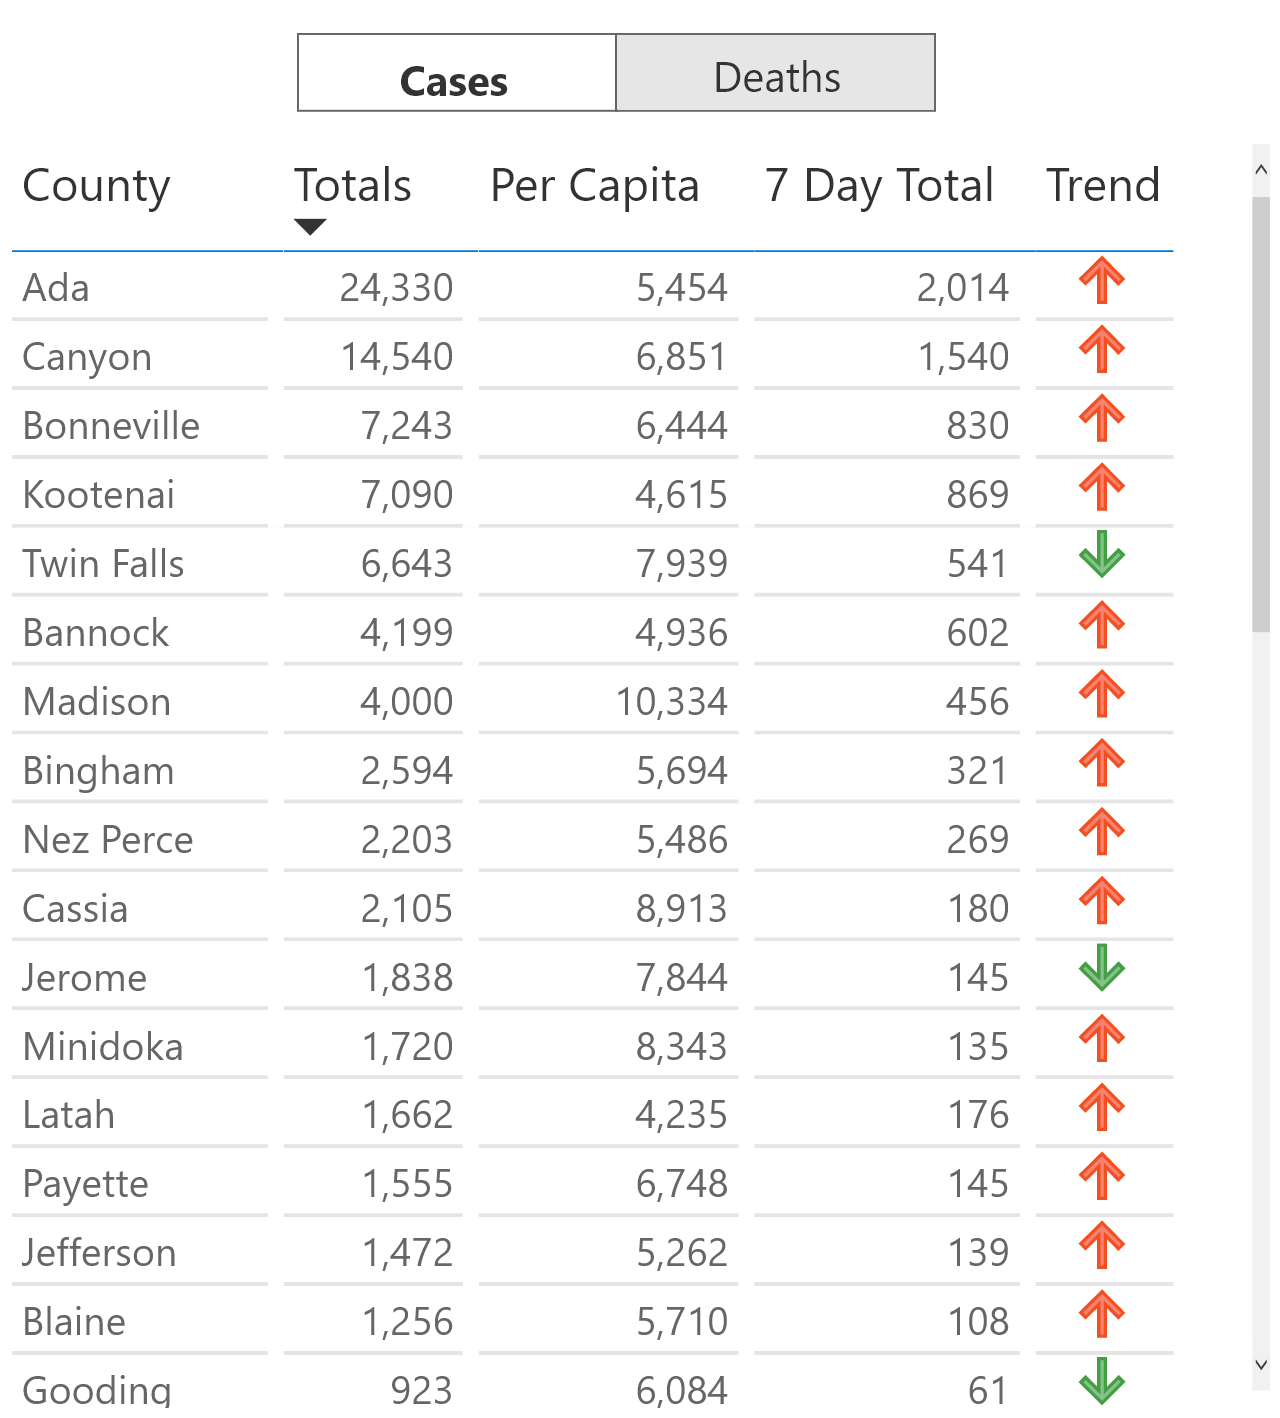 Cases Deaths
County Totals Per Capita 7 Day Total Trend
Ada 24,330 5,454 2,014
Canyon 14,540 6,851 1,540
Bonneville 7,243 6,444 830
Kootenai 7,090 4,615 869
Twin Falls 6,643 7,939 541
Bannock 4,199 4,936 602
Madison 4,000 10,334 456
Bingham 2,594 5,694 321
Nez Perce 2,203 5,486 269
Cassia 2,105 8,913 180
Jerome 1,838 7,844 145
Minidoka 1,720 8,343 135
Latah 1,662 4,235 176
Payette 1,555 6,748 145
Jefferson 1,472 5,262 139
Blaine 1,256 5,710 108
Gooding 923 6,084 61